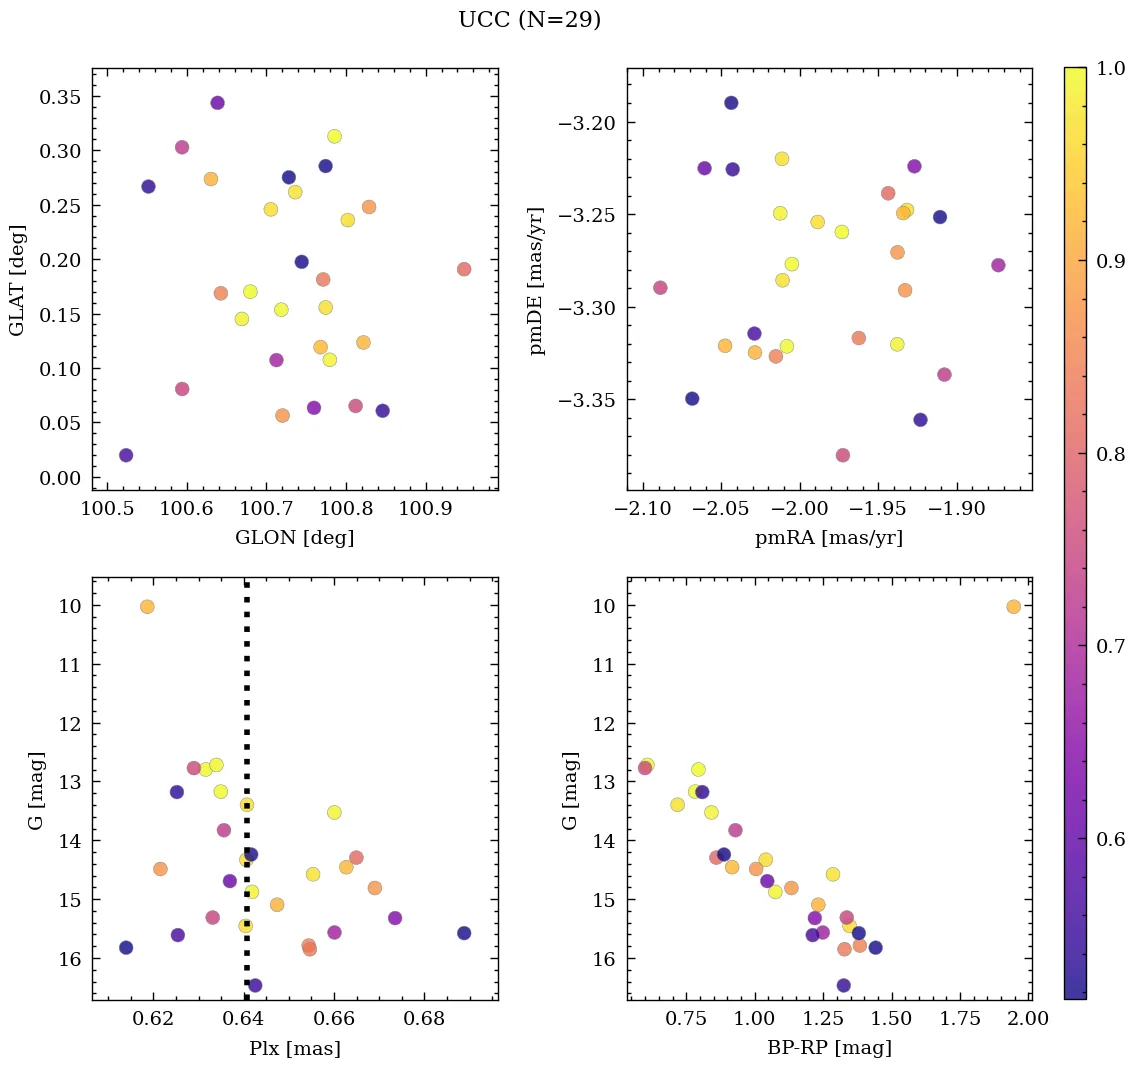 UCC (N=29)
0.35
0.30
0.25
0.20
0.15
0.10
0.05
0.00
GLAT [deg]
100.5 100.6 100.7 100.8 100.9
GLON [deg]
−3.20
−3.25
−3.30
−3.35
pmDE [mas/yr]
−2.10 −2.05 −2.00 −1.95 −1.90
pmRA [mas/yr]
10
11
12
13
14
15
16
G [mag]
0.62 0.64 0.66 0.68
Plx [mas]
10
11
12
13
14
15
16
G [mag]
0.75 1.00 1.25 1.50 1.75 2.00
BP-RP [mag]
1.0
0.9
0.8
0.7
0.6